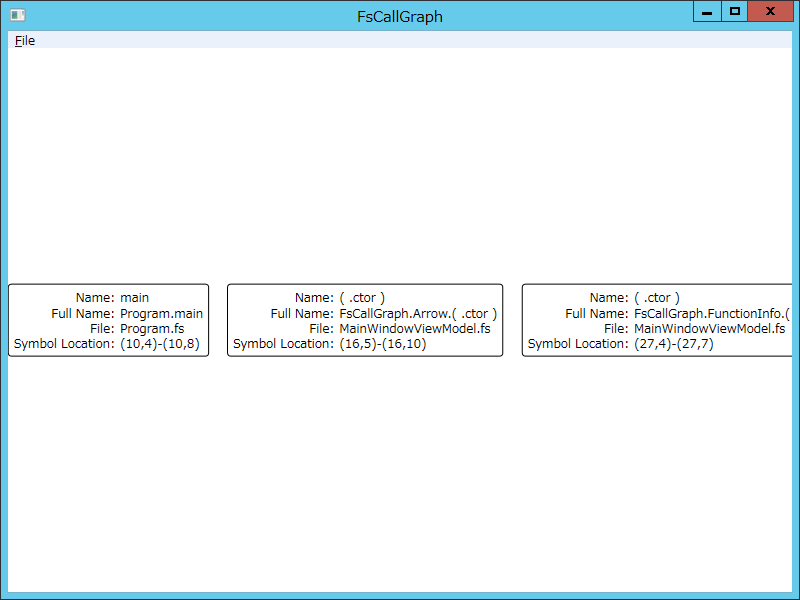 FsCallGraph
File
Name: main
Full Name: Program.main
File: Program.fs
Symbol Location: (10,4)-(10,8)
Name: ( .ctor )
Full Name: FsCallGraph.Arrow.( .ctor )
File: MainWindowViewModel.fs
Symbol Location: (16,5)-(16,10)
Name: ( .ctor )
Full Name: FsCallGraph.FunctionInfo.(
File: MainWindowViewModel.fs
Symbol Location: (27,4)-(27,7)